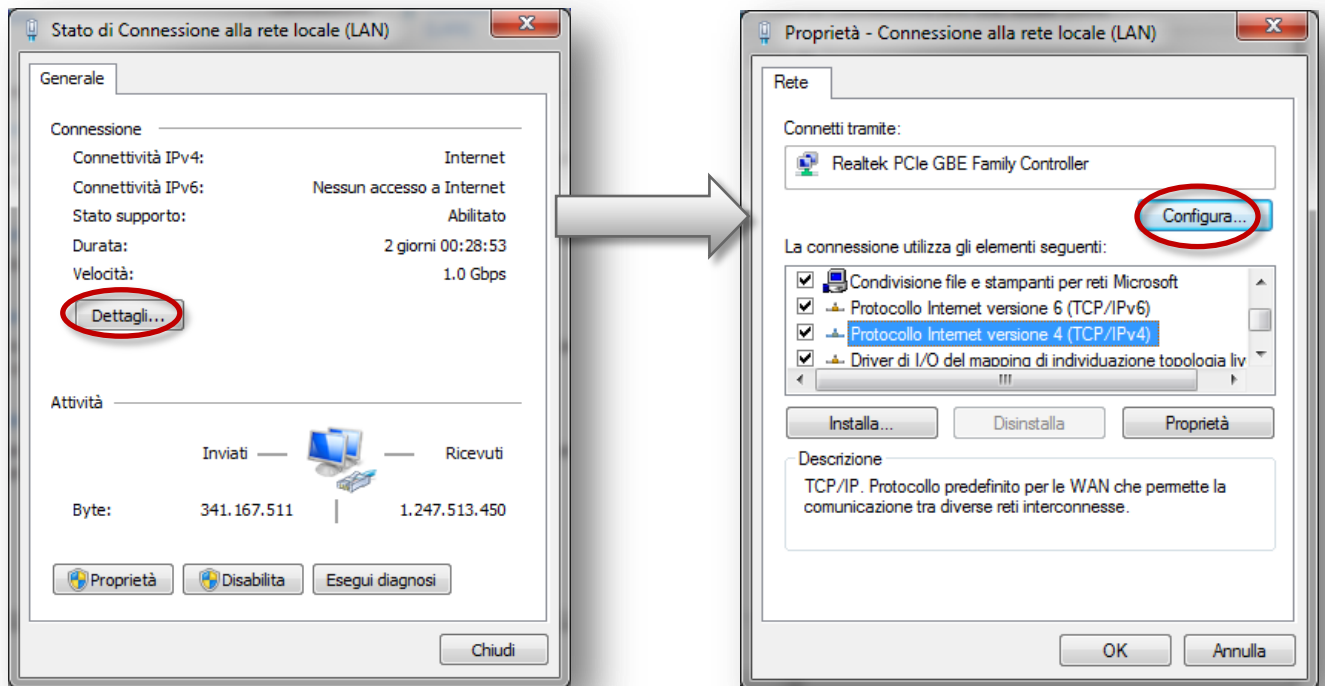 Stato di Connessione alla rete locale (LAN)
Generale
Connessione
Connettività IPv4: Internet
Connettività IPv6: Nessun accesso a Internet
Stato supporto: Abilitato
Durata: 2 giorni 00:28:53
Velocità: 1.0 Gbps
Dettagli...
Attività
Inviati Ricevuti
Byte: 341.167.511 1.247.513.450
Proprietà Disabilita Esegui diagnosi
Chiudi
Proprietà - Connessione alla rete locale (LAN)
Rete
Connetti tramite:
Realtek PCIe GBE Family Controller
Configura...
La connessione utilizza gli elementi seguenti:
Condivisione file e stampanti per reti Microsoft
Protocollo Internet versione 6 (TCP/IPv6)
Protocollo Internet versione 4 (TCP/IPv4)
Driver di I/O del mapping di individuazione topologia liv
Installa... Disinstalla Proprietà
Descrizione
TCP/IP. Protocollo predefinito per le WAN che permette la
comunicazione tra diverse reti interconnesse.
OK Annulla